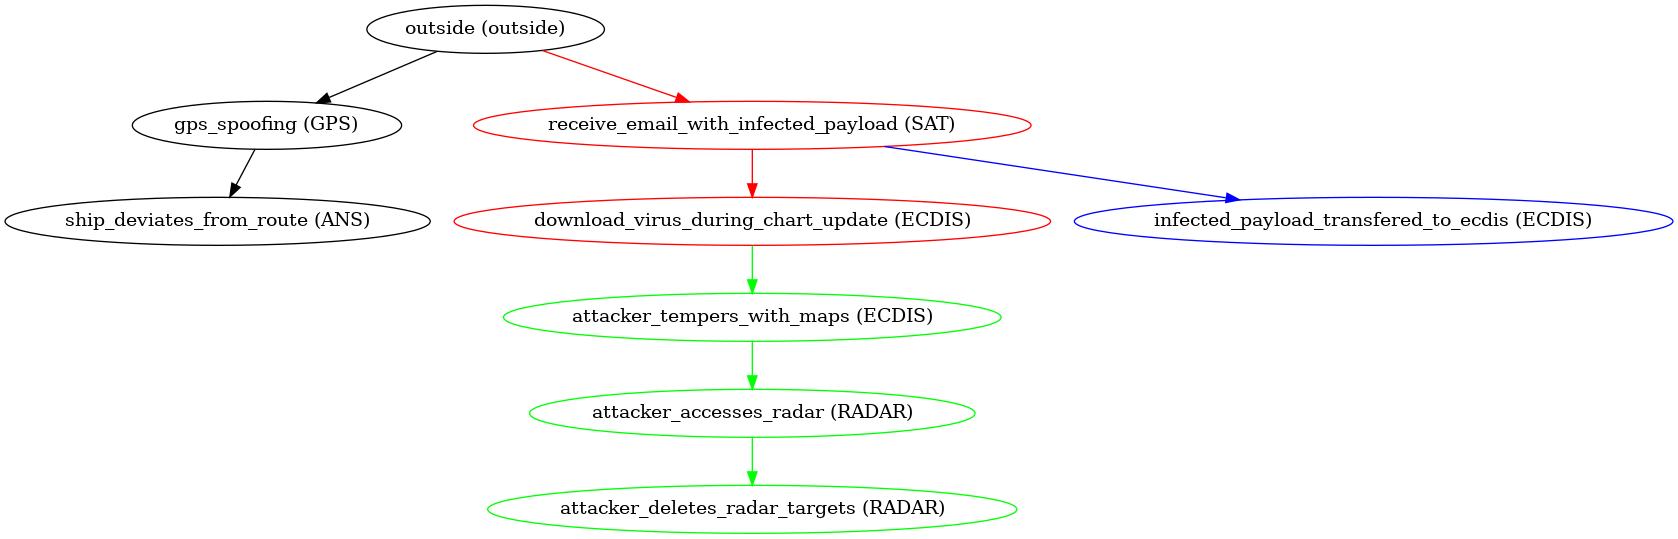 outside (outside)
gps_spoofing (GPS)
receive_email_with_infected_payload (SAT)
ship_deviates_from_route (ANS)
download_virus_during_chart_update (ECDIS)
infected_payload_transfered_to_ecdis (ECDIS)
attacker_tempers_with_maps (ECDIS)
attacker_accesses_radar (RADAR)
attacker_deletes_radar_targets (RADAR)